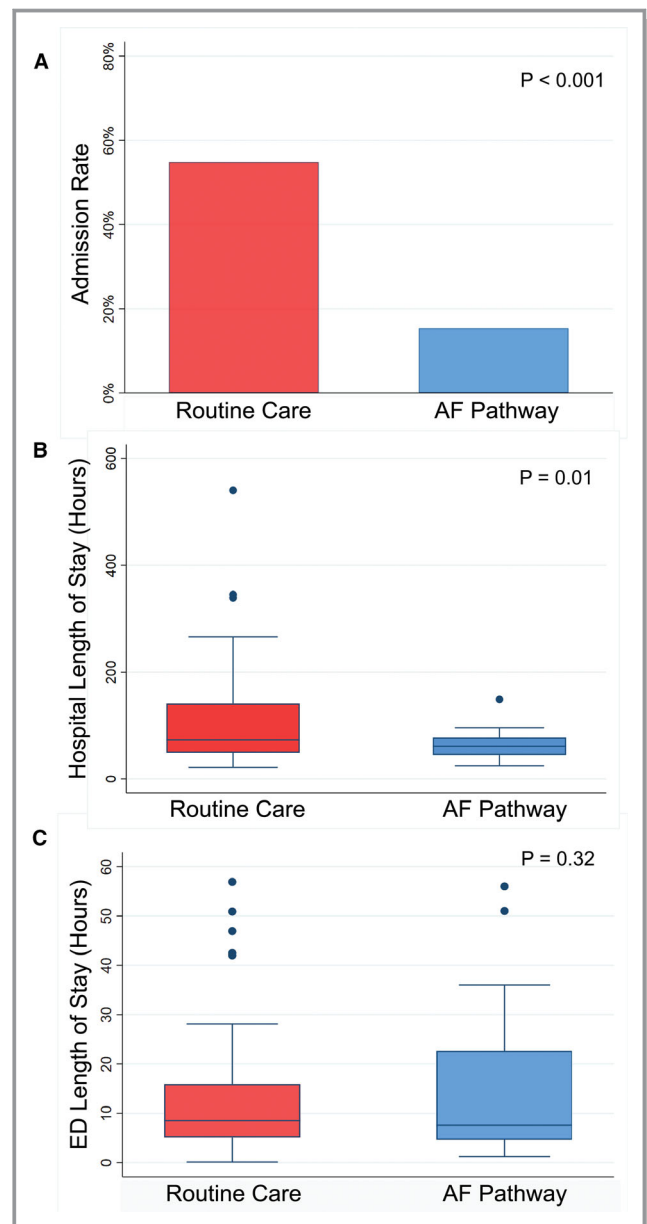 A
Admission Rate
80%
60%
40%
20%
0%
P < 0.001
Routine Care
AF Pathway
B
Hospital Length of Stay (Hours)
600
400
200
0
P = 0.01
Routine Care
AF Pathway
C
ED Length of Stay (Hours)
60
50
40
30
20
10
0
P = 0.32
Routine Care
AF Pathway